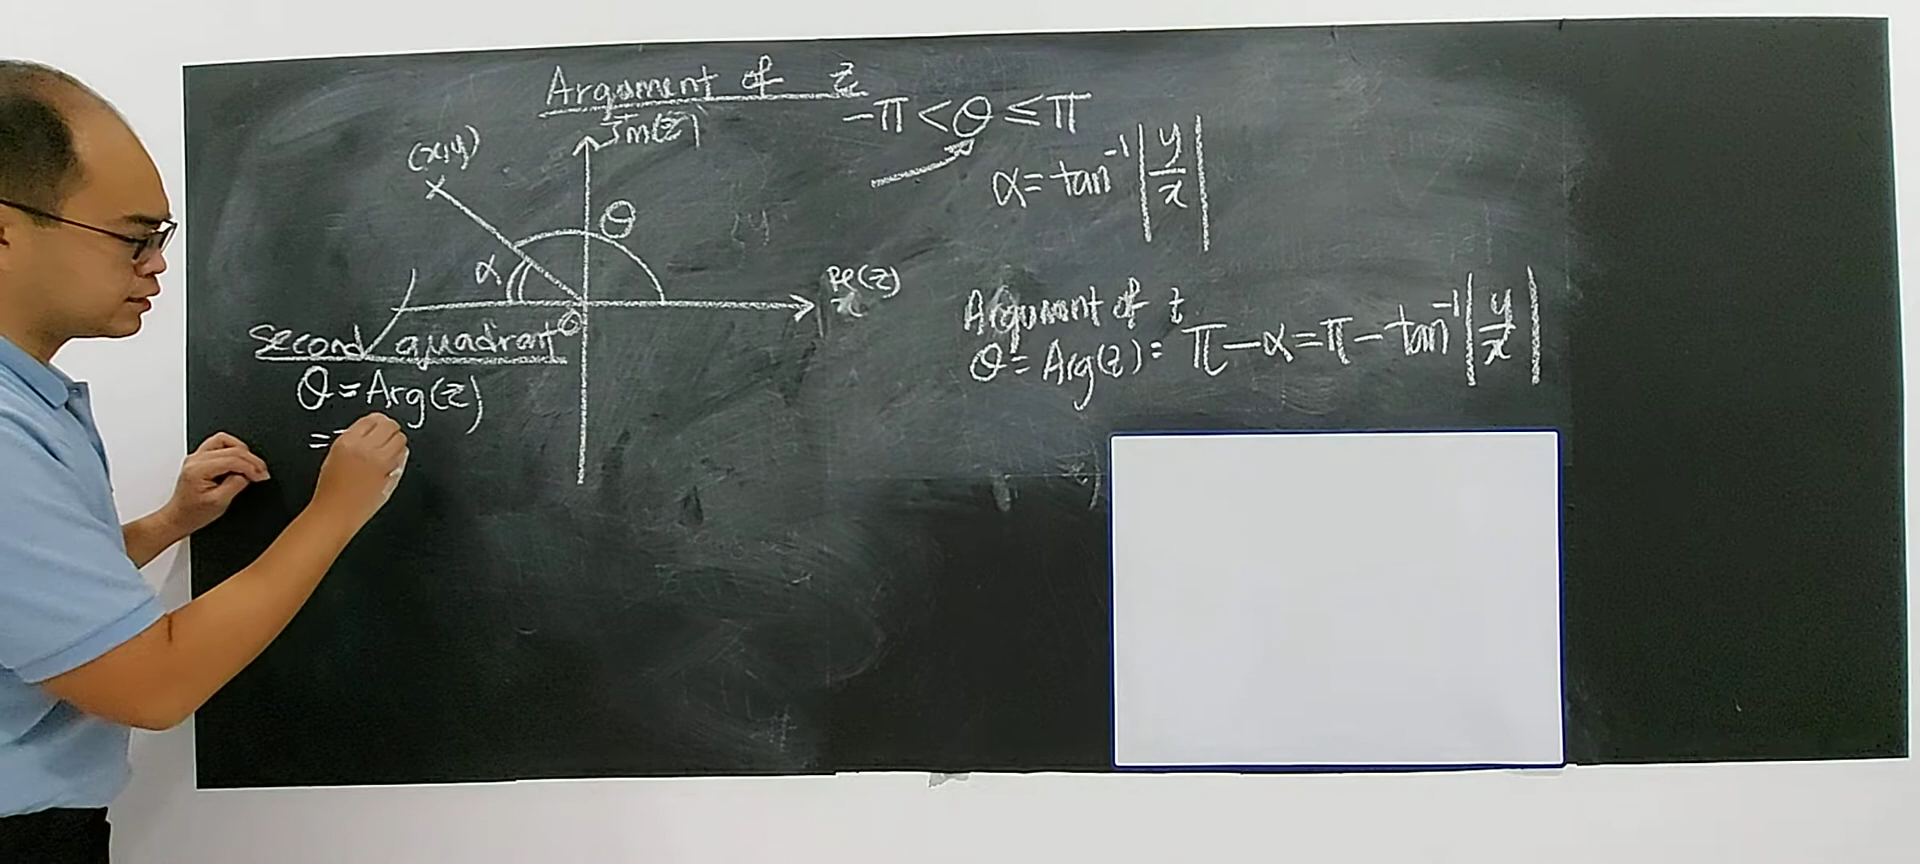 Argument of z
-π < θ ≤ π
Im(z)
(x,y)
θ
α = tan⁻¹ |y/x|
α
Re(z)
x
O
Second quadrant
θ = Arg(z)
=
Argument of z
θ = Arg(z) = π - α = π - tan⁻¹ |y/x|